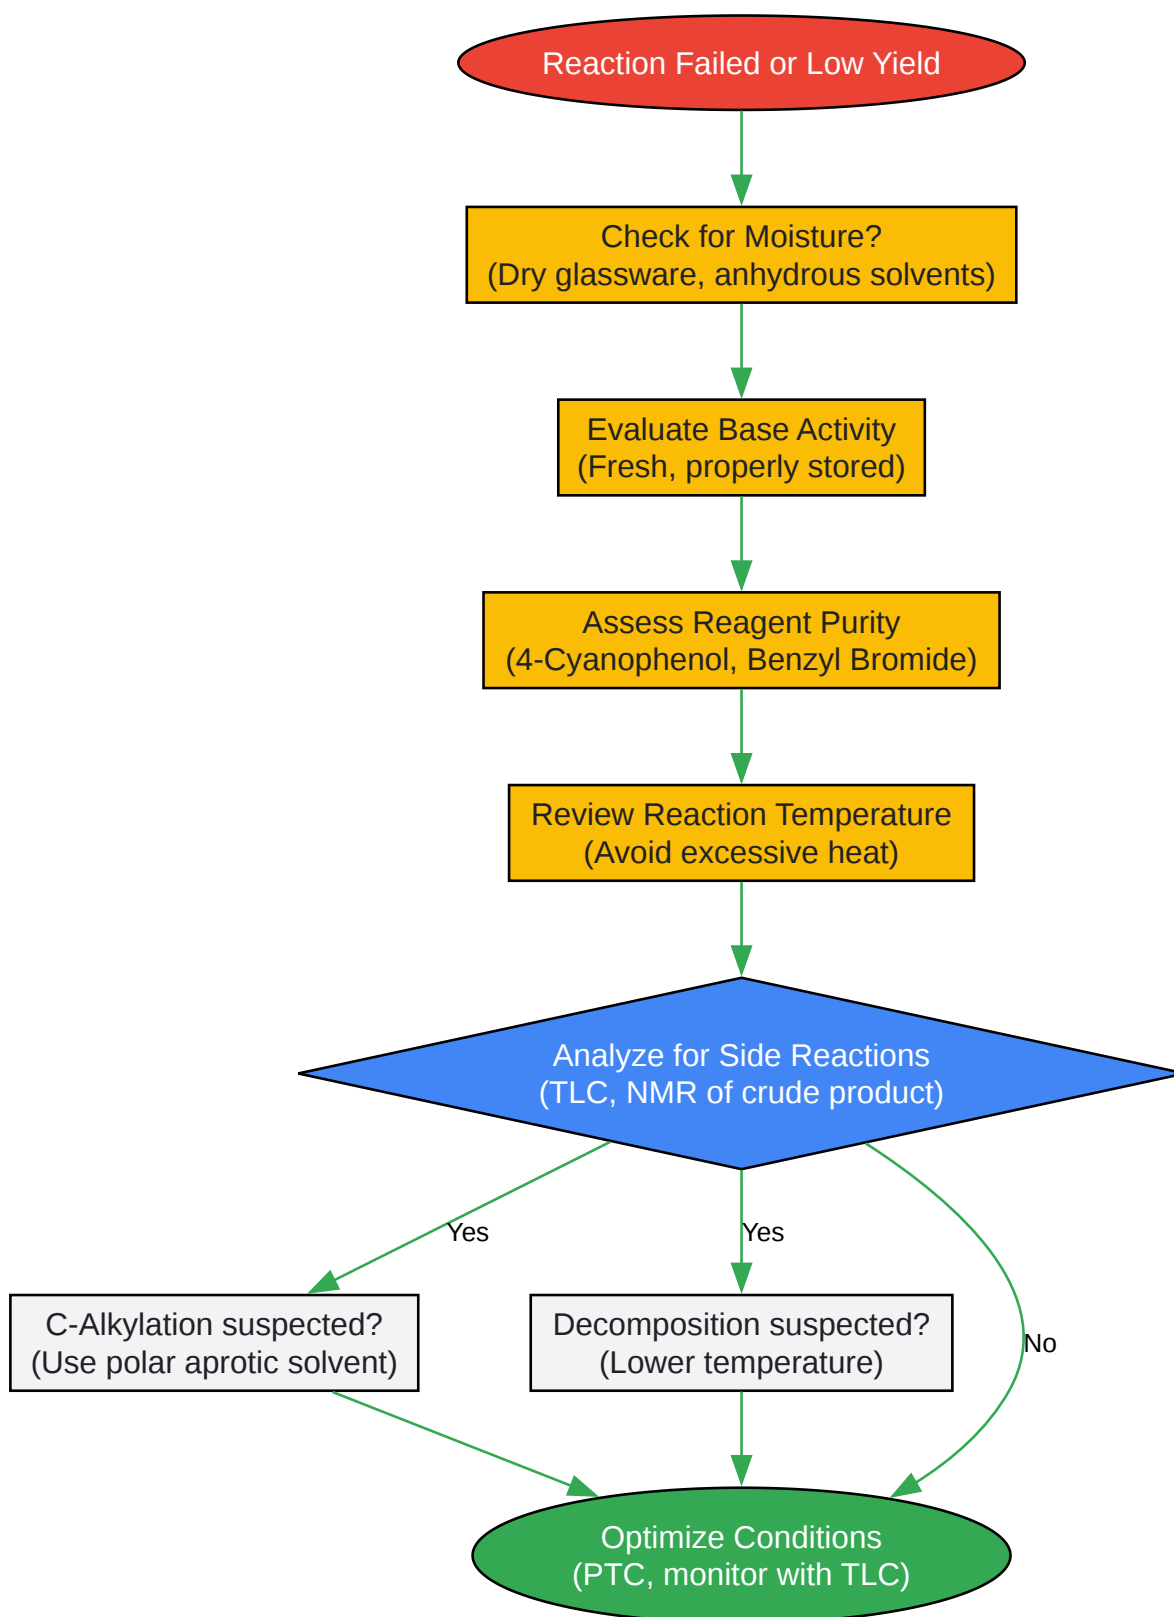 Reaction Failed or Low Yield
Check for Moisture?
(Dry glassware, anhydrous solvents)
Evaluate Base Activity
(Fresh, properly stored)
Assess Reagent Purity
(4-Cyanophenol, Benzyl Bromide)
Review Reaction Temperature
(Avoid excessive heat)
Analyze for Side Reactions
(TLC, NMR of crude product)
Yes
Yes
No
C-Alkylation suspected?
(Use polar aprotic solvent)
Decomposition suspected?
(Lower temperature)
Optimize Conditions
(PTC, monitor with TLC)